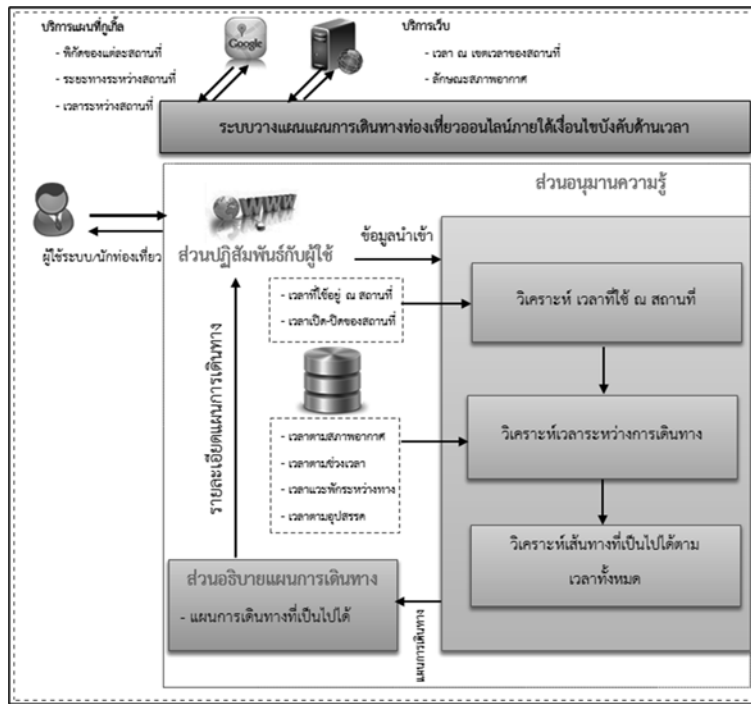 บริการแผนที่กูเกิ้ล
- พิกัดของแต่ละสถานที่
- ระยะทางระหว่างสถานที่
- เวลาระหว่างสถานที่
Google
บริการเว็บ
- เวลา ณ เขตเวลาของสถานที่
- ลักษณะสภาพอากาศ
ระบบวางแผนแผนการเดินทางท่องเที่ยวออนไลน์ภายใต้เงื่อนไขบังคับด้านเวลา
ผู้ใช้ระบบ/นักท่องเที่ยว
WWW
ส่วนปฏิสัมพันธ์กับผู้ใช้
ข้อมูลนำเข้า
ส่วนอนุมานความรู้
- เวลาที่ใช้อยู่ ณ สถานที่
- เวลาเปิด-ปิดของสถานที่
วิเคราะห์ เวลาที่ใช้ ณ สถานที่
- เวลาตามสภาพอากาศ
- เวลาตามช่วงเวลา
- เวลาแวะพักระหว่างทาง
- เวลาตามอุปสรรค
วิเคราะห์เวลาระหว่างการเดินทาง
วิเคราะห์เส้นทางที่เป็นไปได้ตาม
เวลาทั้งหมด
แผนการเดินทาง
ส่วนอธิบายแผนการเดินทาง
- แผนการเดินทางที่เป็นไปได้
รายละเอียดแผนการเดินทาง